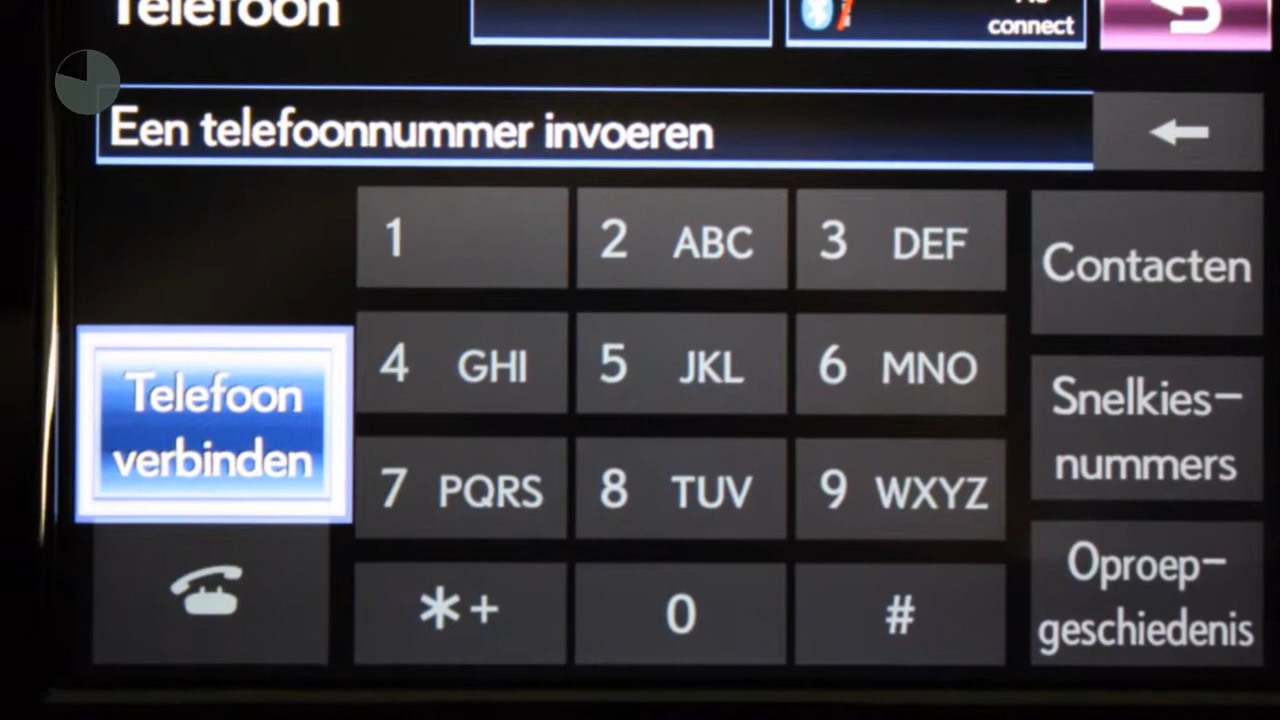 Telefoon
connect
Een telefoonnummer invoeren
1
2 ABC
3 DEF
Contacten
4 GHI
5 JKL
6 MNO
Telefoon
verbinden
Snelkies-
nummers
7 PQRS
8 TUV
9 WXYZ
*+
0
#
Oproep-
geschiedenis